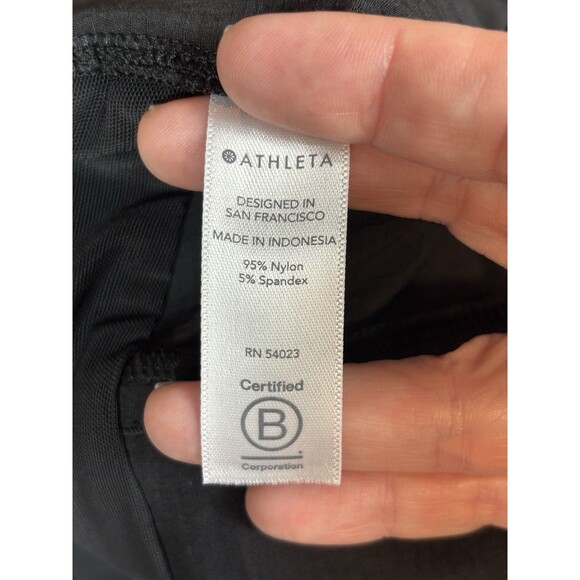 ATHLETA
DESIGNED IN
SAN FRANCISCO
MADE IN INDONESIA
95% Nylon
5% Spandex
RN 54023
Certified
B
Corporation